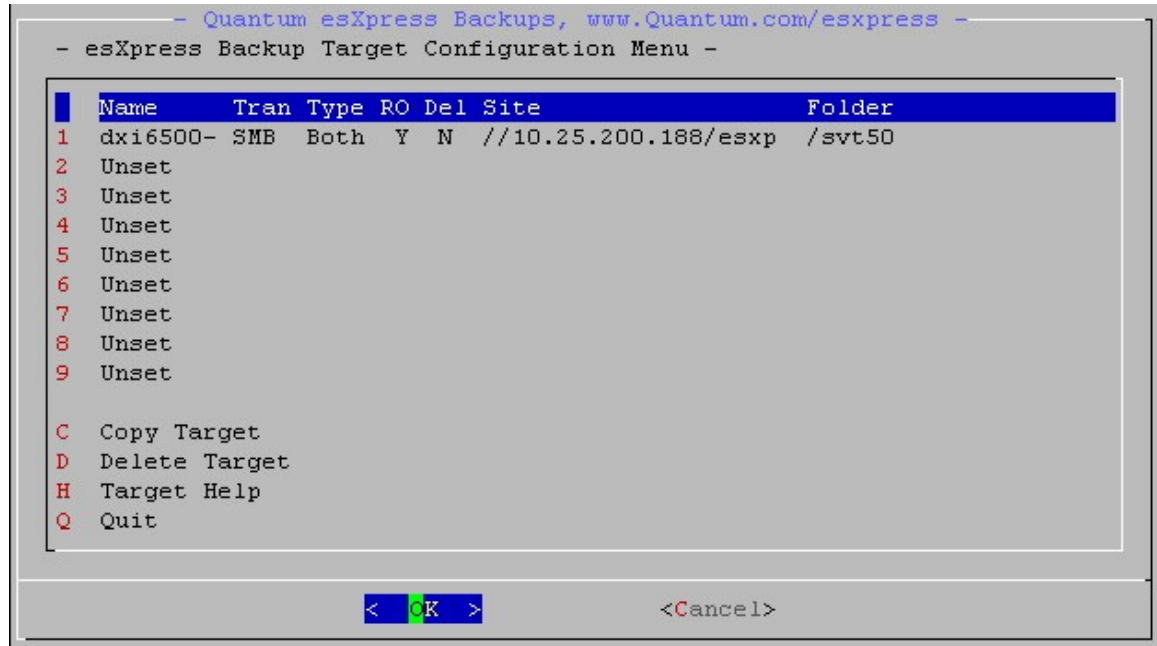 - Quantum esXpress Backups, www.Quantum.com/esxpress -
- esXpress Backup Target Configuration Menu -
Name Tran Type RO Del Site Folder
1 dxi6500- SMB Both Y N //10.25.200.188/esxp /svt50
2 Unset
3 Unset
4 Unset
5 Unset
6 Unset
7 Unset
8 Unset
9 Unset
C Copy Target
D Delete Target
H Target Help
Q Quit
< OK > <Cancel>